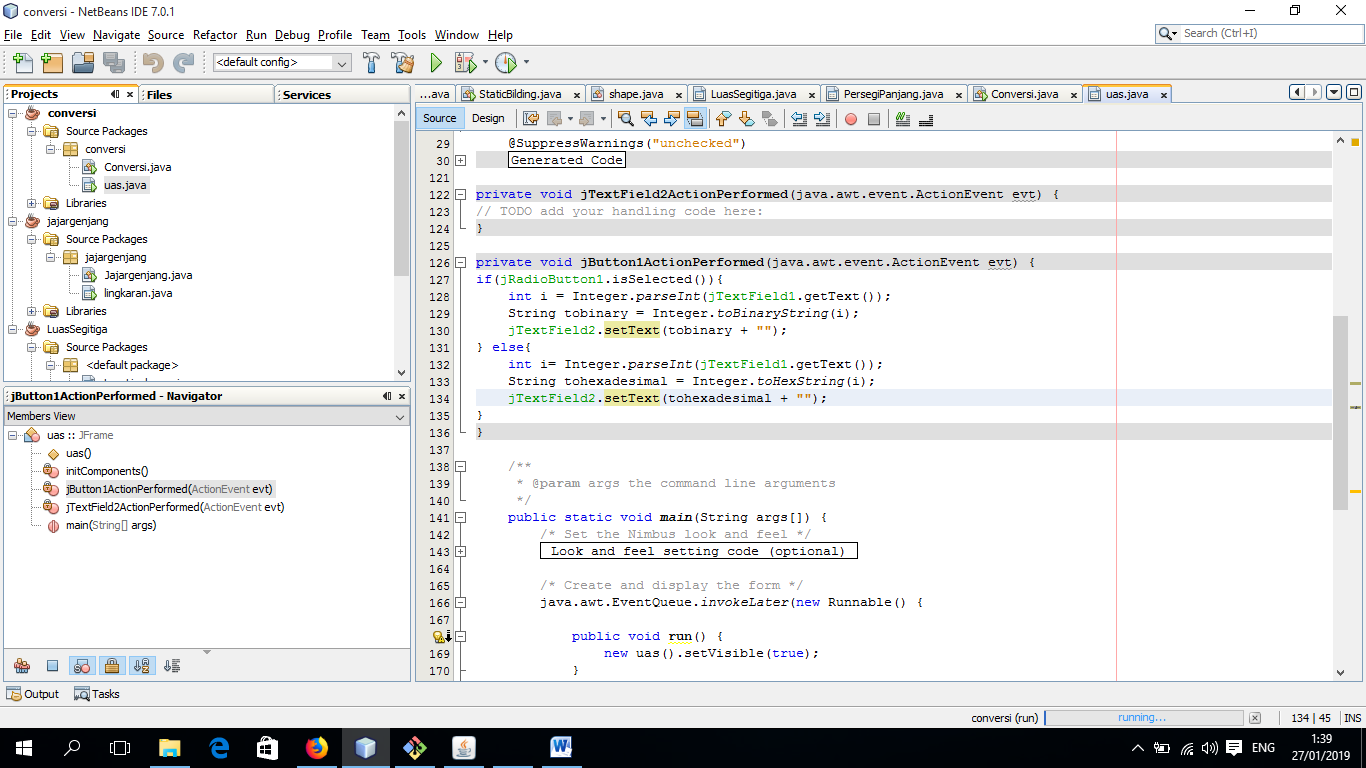 conversi - NetBeans IDE 7.0.1
File Edit View Navigate Source Refactor Run Debug Profile Team Tools Window Help
Search (Ctrl+I)
<default config>
Projects
Files
Services
conversi
Source Packages
conversi
Conversi.java
uas.java
Libraries
jajargenjang
Source Packages
jajargenjang
Jajargenjang.java
lingkaran.java
Libraries
LuasSegitiga
Source Packages
<default package>
jButton1ActionPerformed - Navigator
Members View
uas :: JFrame
uas()
initComponents()
jButton1ActionPerformed(ActionEvent evt)
jTextField2ActionPerformed(ActionEvent evt)
main(String[] args)
...ava StaticBilding.java shape.java LuasSegitiga.java PersegiPanjang.java Conversi.java uas.java
Source Design
29 @SuppressWarnings("unchecked")
30 Generated Code
121
122 private void jTextField2ActionPerformed(java.awt.event.ActionEvent evt) {
123 // TODO add your handling code here:
124 }
125
126 private void jButton1ActionPerformed(java.awt.event.ActionEvent evt) {
127 if(jRadioButton1.isSelected()){
128 int i = Integer.parseInt(jTextField1.getText());
129 String tobinary = Integer.toBinaryString(i);
130 jTextField2.setText(tobinary + "");
131 } else{
132 int i= Integer.parseInt(jTextField1.getText());
133 String tohexadesimal = Integer.toHexString(i);
134 jTextField2.setText(tohexadesimal + "");
135 }
136 }
137
138 /**
139 * @param args the command line arguments
140 */
141 public static void main(String args[]) {
142 /* Set the Nimbus look and feel */
143 Look and feel setting code (optional)
164
165 /* Create and display the form */
166 java.awt.EventQueue.invokeLater(new Runnable() {
167
public void run() {
169 new uas().setVisible(true);
170 }
Output Tasks
conversi (run) running... 134 | 45 INS
ENG
1:39
27/01/2019